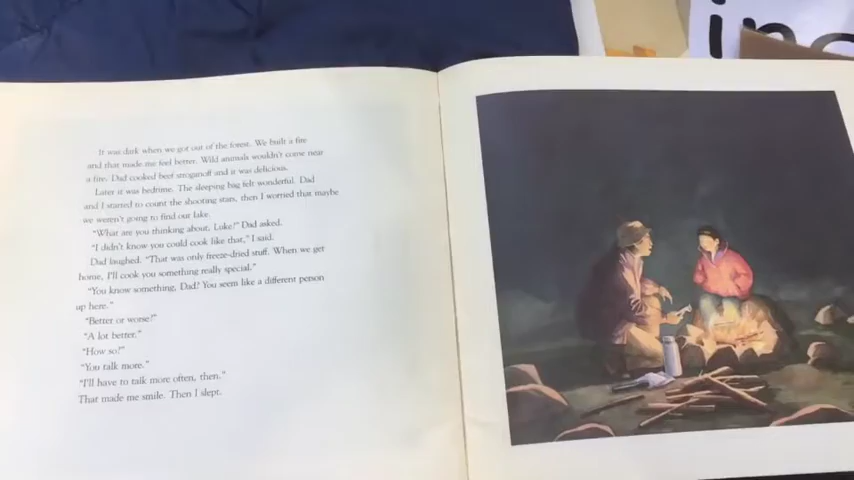 in
It was dark when we got out of the forest. We built a fire
and that made me feel better. Wild animals wouldn't come near
a fire. Dad cooked beef stroganoff and it was delicious.
Later it was bedtime. The sleeping bag felt wonderful. Dad
and I started to count the shooting stars, then I worried that maybe
we weren't going to find our lake.
"What are you thinking about, Luke?" Dad asked.
"I didn't know you could cook like that," I said.
Dad laughed. "That was only freeze-dried stuff. When we get
home, I'll cook you something really special."
"You know something, Dad? You seem like a different person
up here."
"Better or worse?"
"A lot better."
"How so?"
"You talk more."
"I'll have to talk more often, then."
That made me smile. Then I slept.